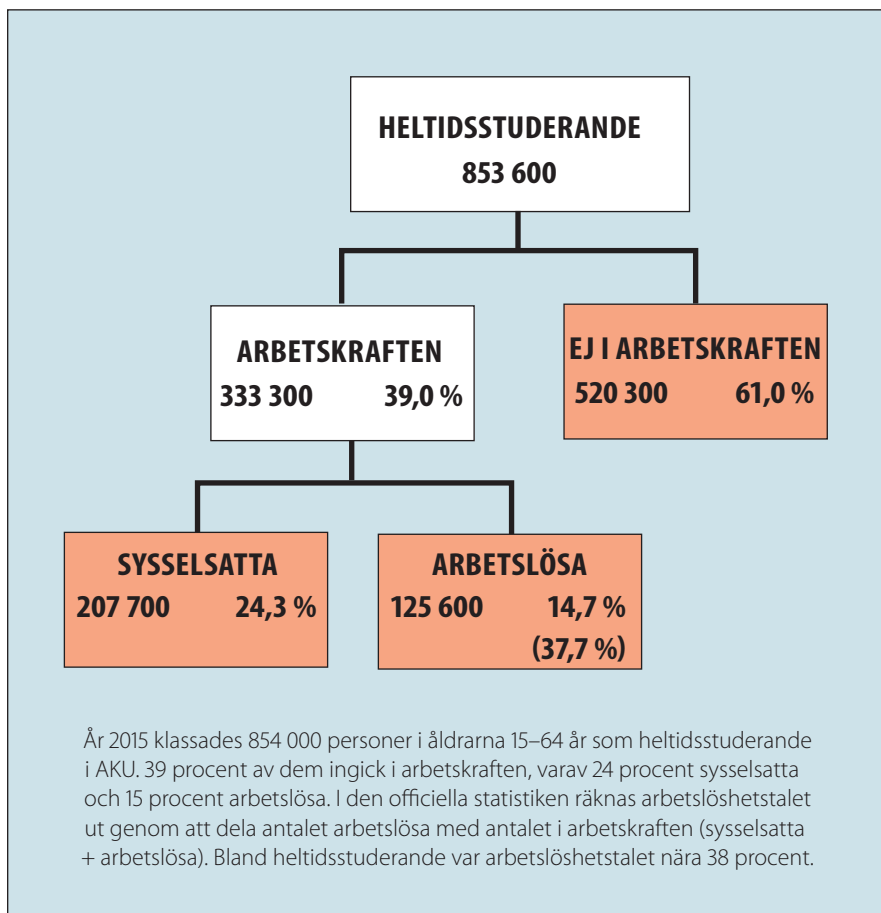 HELTIDSSTUDERANDE
853 600
ARBETSKRAFTEN
333 300 39,0 %
EJ I ARBETSKRAFTEN
520 300 61,0 %
SYSSELSATTA
207 700 24,3 %
ARBETSLÖSA
125 600 14,7 %
(37,7 %)
År 2015 klassades 854 000 personer i åldrarna 15–64 år som heltidsstuderande
i AKU. 39 procent av dem ingick i arbetskraften, varav 24 procent sysselsatta
och 15 procent arbetslösa. I den officiella statistiken räknas arbetslöshetstalet
ut genom att dela antalet arbetslösa med antalet i arbetskraften (sysselsatta
+ arbetslösa). Bland heltidsstuderande var arbetslöshetstalet nära 38 procent.